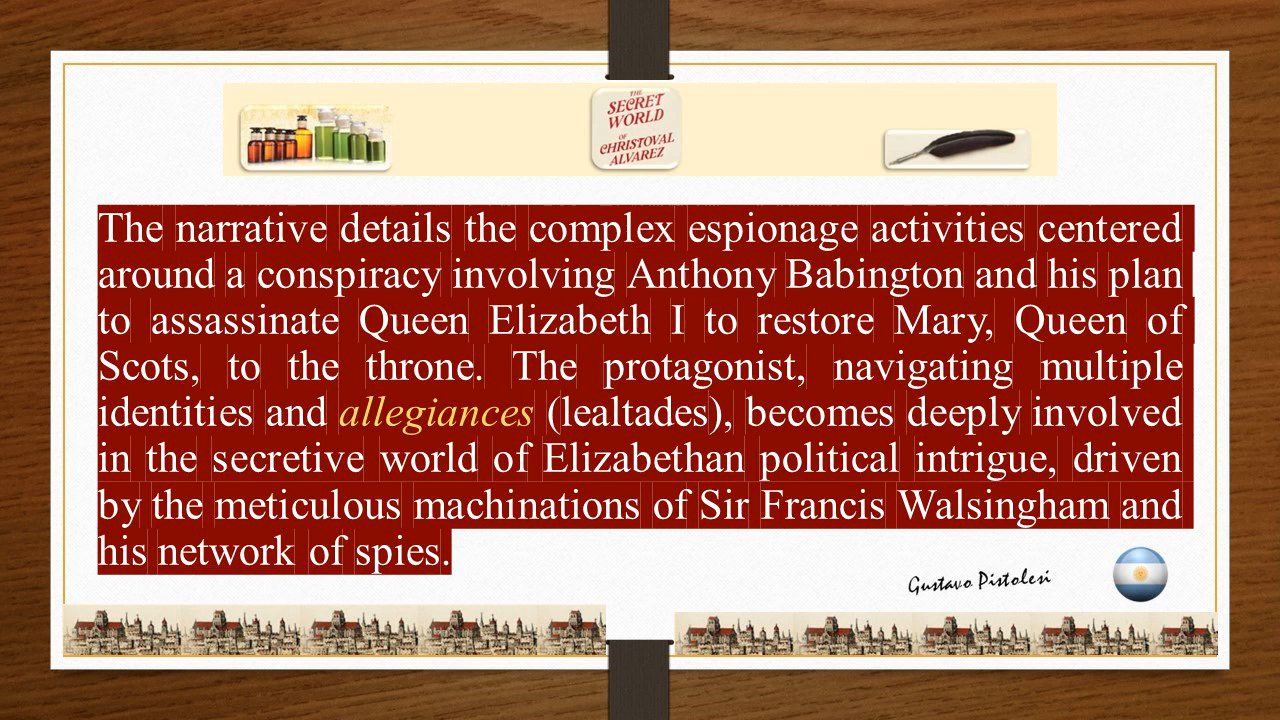 THE
SECRET
WORLD
OF
CHRISTOVAL
ALVAREZ
The narrative details the complex espionage activities centered
around a conspiracy involving Anthony Babington and his plan
to assassinate Queen Elizabeth I to restore Mary, Queen of
Scots, to the throne. The protagonist, navigating multiple
identities and allegiances (lealtades), becomes deeply involved
in the secretive world of Elizabethan political intrigue, driven
by the meticulous machinations of Sir Francis Walsingham and
his network of spies.
Gustavo Pistolesi